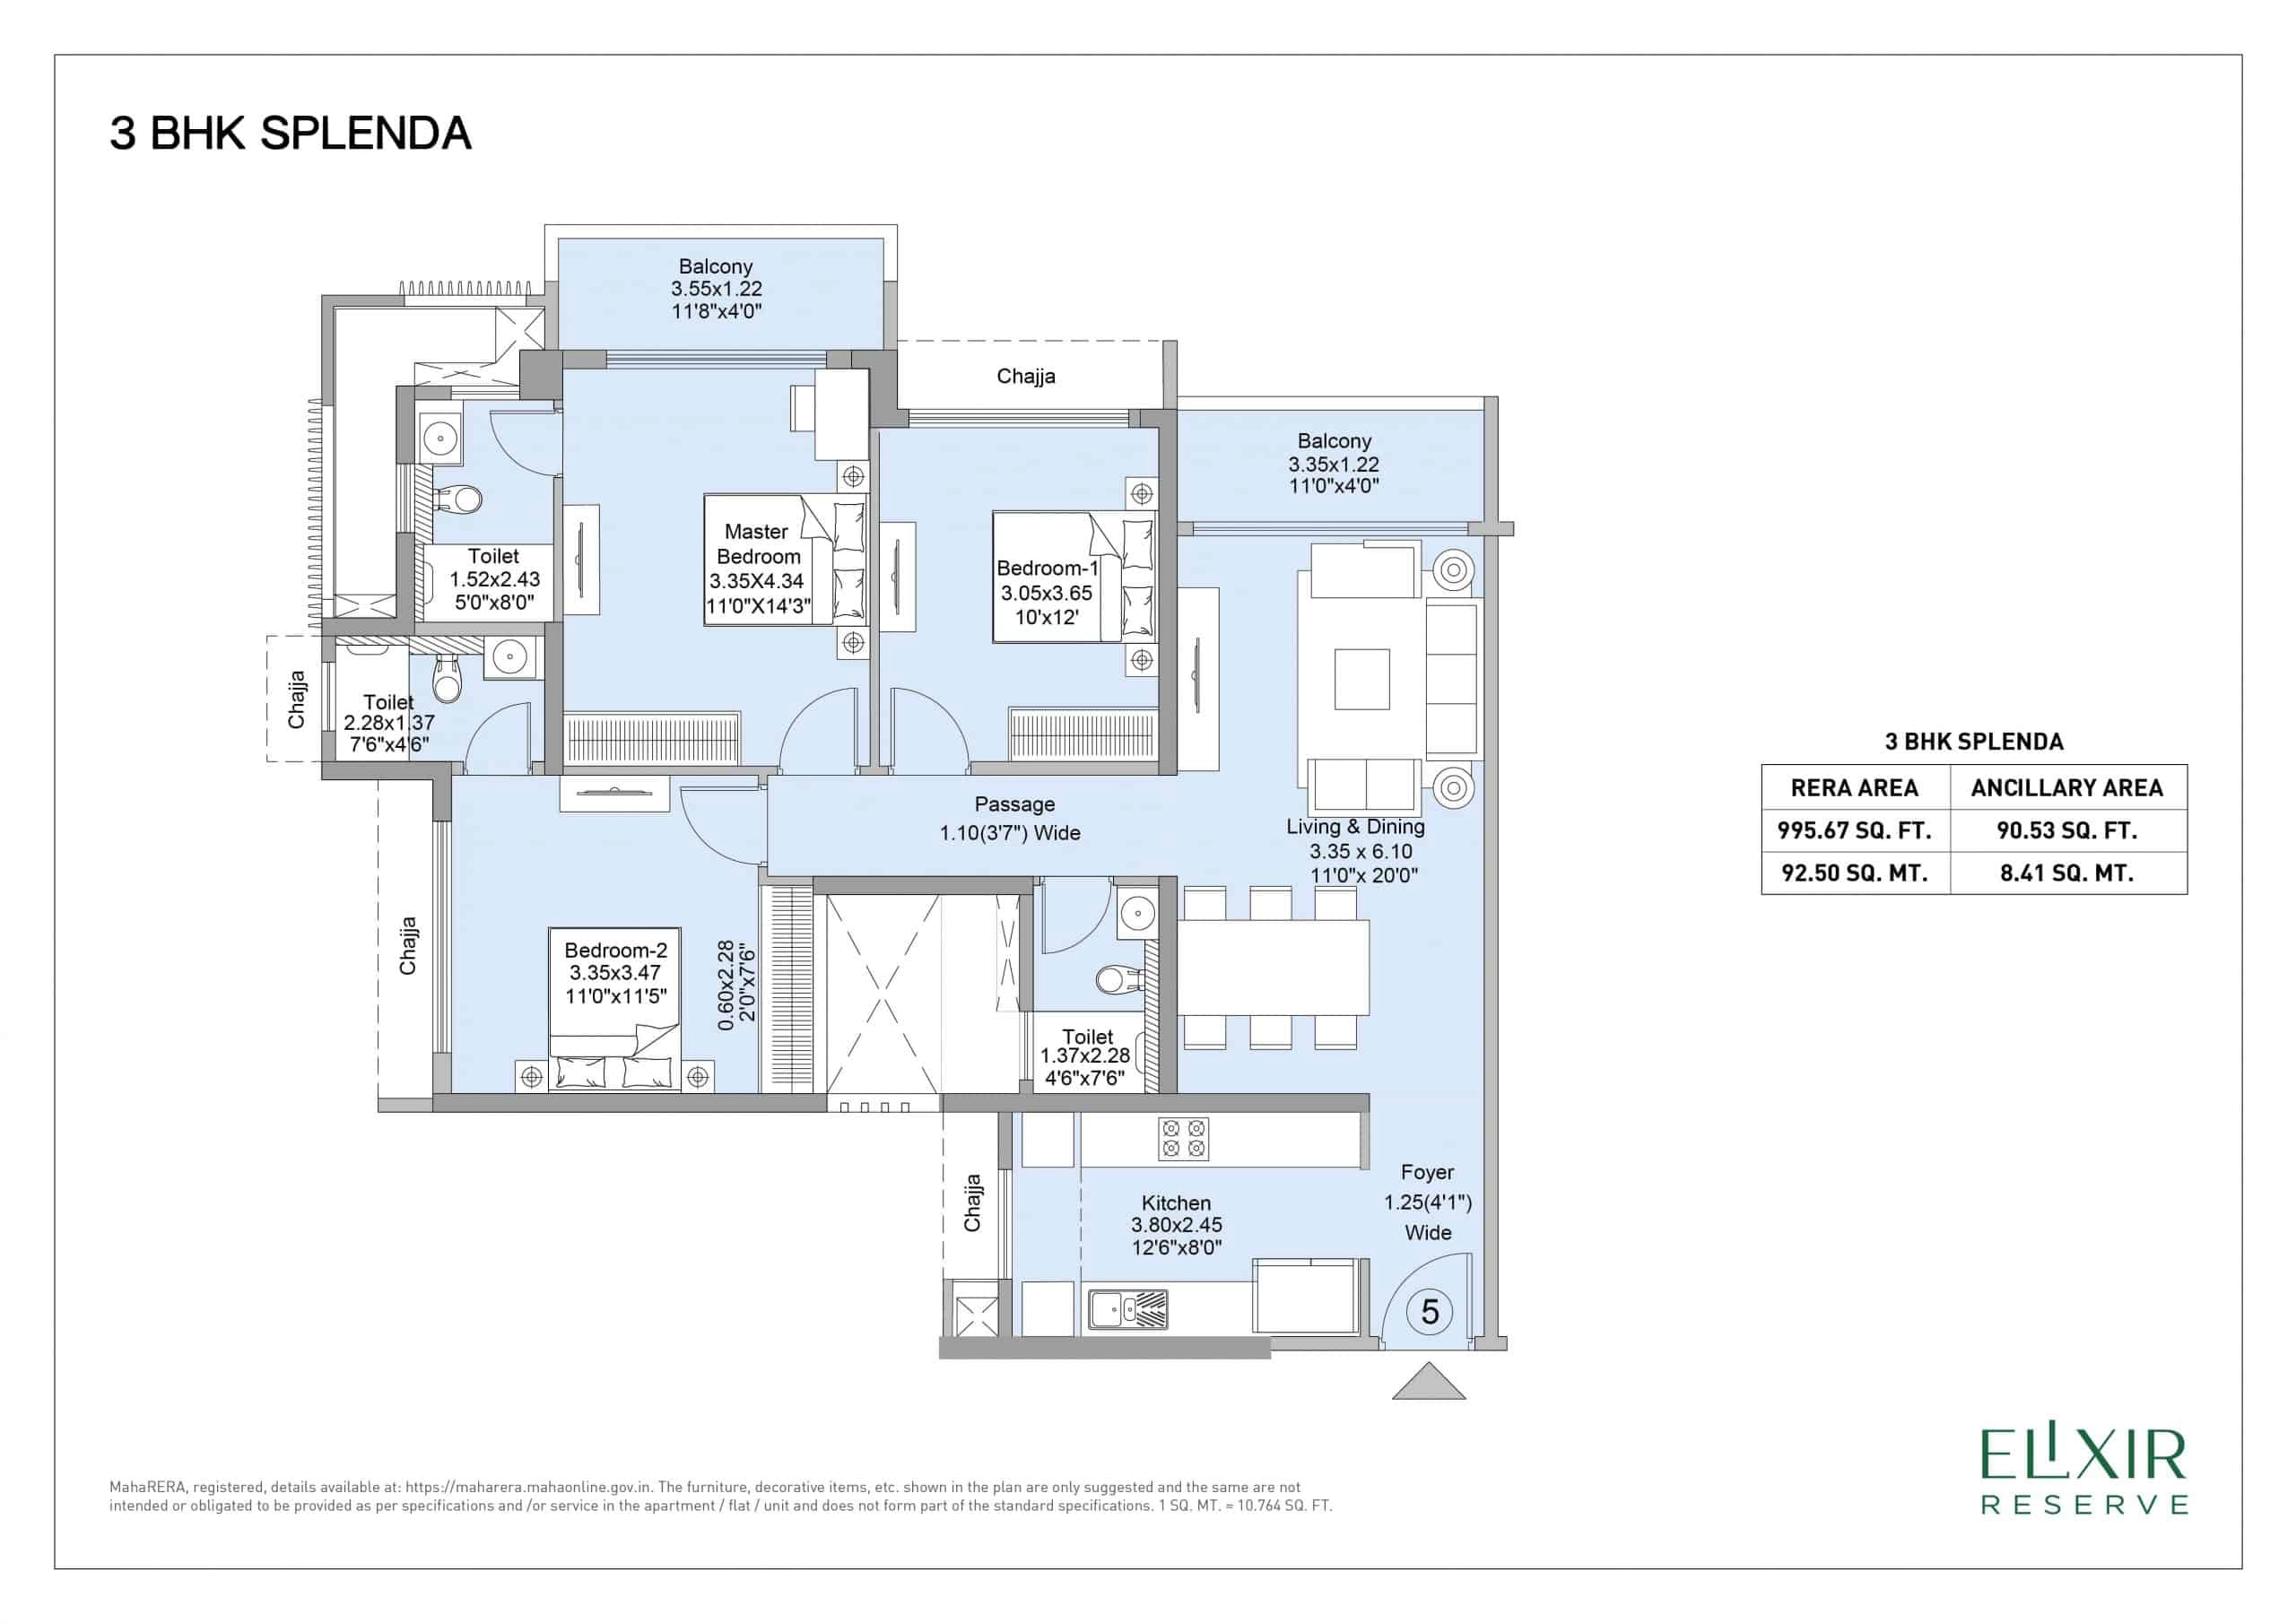 3 BHK SPLENDA
Balcony
3.55x1.22
11'8"x4'0"
Chajja
Balcony
3.35x1.22
11'0"x4'0"
Master
Bedroom
3.35X4.34
11'0"X14'3"
Bedroom-1
3.05x3.65
10'x12'
Toilet
1.52x2.43
5'0"x8'0"
Chajja
Toilet
2.28x1.37
7'6"x4'6"
Passage
1.10(3'7") Wide
Living & Dining
3.35 x 6.10
11'0"x 20'0"
Chajja
Bedroom-2
3.35x3.47
11'0"x11'5"
0.60x2.28
2'0"x7'6"
Toilet
1.37x2.28
4'6"x7'6"
Chajja
Kitchen
3.80x2.45
12'6"x8'0"
Foyer
1.25(4'1")
Wide
5
3 BHK SPLENDA
RERA AREA ANCILLARY AREA
995.67 SQ. FT. 90.53 SQ. FT.
92.50 SQ. MT. 8.41 SQ. MT.
MahaRERA, registered, details available at: https://maharera.mahaonline.gov.in. The furniture, decorative items, etc. shown in the plan are only suggested and the same are not
intended or obligated to be provided as per specifications and /or service in the apartment / flat / unit and does not form part of the standard specifications. 1 SQ. MT. = 10.764 SQ. FT.
ELIXIR
RESERVE